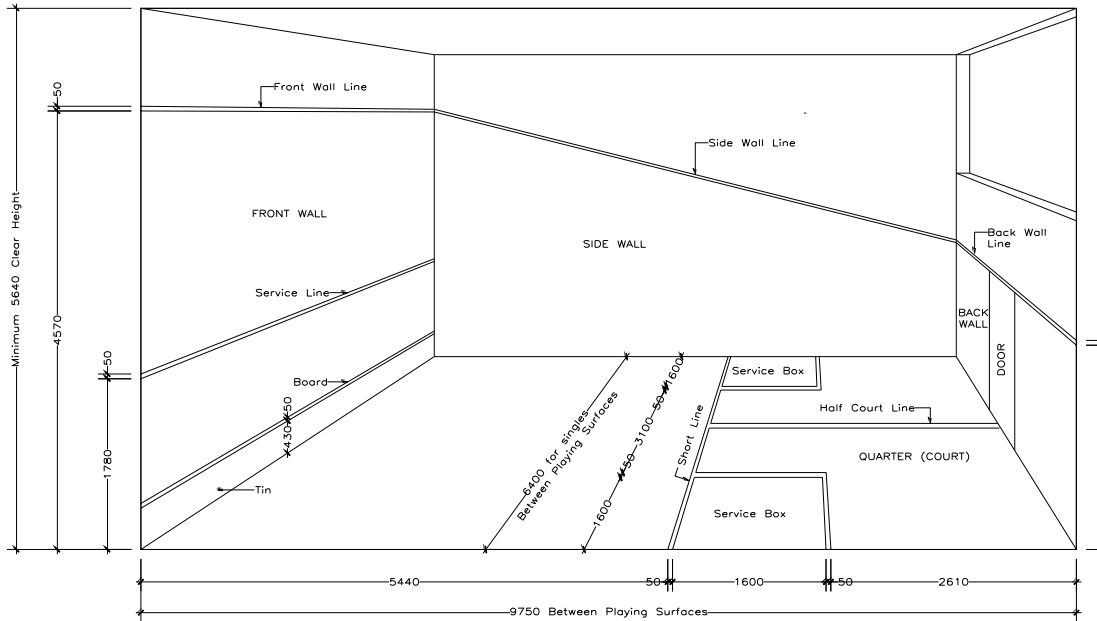 50
Front Wall Line
Side Wall Line
Minimum 5640 Clear Height
4570
FRONT WALL
SIDE WALL
Back Wall
Line
Service Line
BACK
WALL
DOOR
50
Board
50
430
1780
Tin
6400 for singles
Between Playing Surfaces
1600
50
3100
50
1600
Short Line
Service Box
Half Court Line
QUARTER (COURT)
Service Box
5440
50
1600
50
2610
9750 Between Playing Surfaces